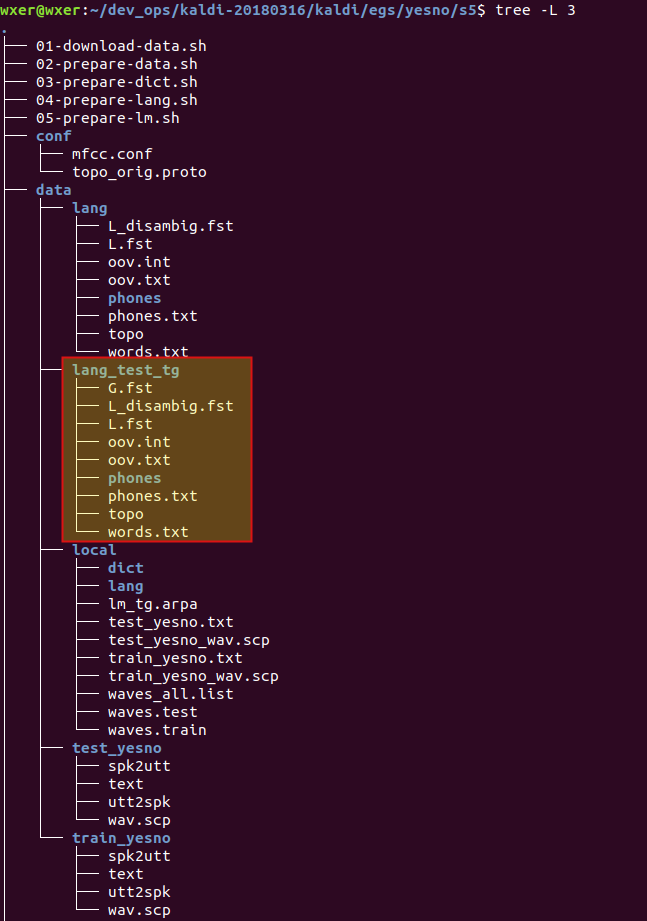 wxer@wxer:~/dev_ops/kaldi-20180316/kaldi/egs/yesno/s5$ tree -L 3
.
├── 01-download-data.sh
├── 02-prepare-data.sh
├── 03-prepare-dict.sh
├── 04-prepare-lang.sh
├── 05-prepare-lm.sh
├── conf
│   ├── mfcc.conf
│   └── topo_orig.proto
├── data
│   ├── lang
│   │   ├── L_disambig.fst
│   │   ├── L.fst
│   │   ├── oov.int
│   │   ├── oov.txt
│   │   ├── phones
│   │   ├── phones.txt
│   │   ├── topo
│   │   └── words.txt
│   ├── lang_test_tg
│   │   ├── G.fst
│   │   ├── L_disambig.fst
│   │   ├── L.fst
│   │   ├── oov.int
│   │   ├── oov.txt
│   │   ├── phones
│   │   ├── phones.txt
│   │   ├── topo
│   │   └── words.txt
│   ├── local
│   │   ├── dict
│   │   ├── lang
│   │   ├── lm_tg.arpa
│   │   ├── test_yesno.txt
│   │   ├── test_yesno_wav.scp
│   │   ├── train_yesno.txt
│   │   ├── train_yesno_wav.scp
│   │   ├── waves_all.list
│   │   ├── waves.test
│   │   └── waves.train
│   ├── test_yesno
│   │   ├── spk2utt
│   │   ├── text
│   │   ├── utt2spk
│   │   └── wav.scp
│   └── train_yesno
│       ├── spk2utt
│       ├── text
│       ├── utt2spk
│       └── wav.scp